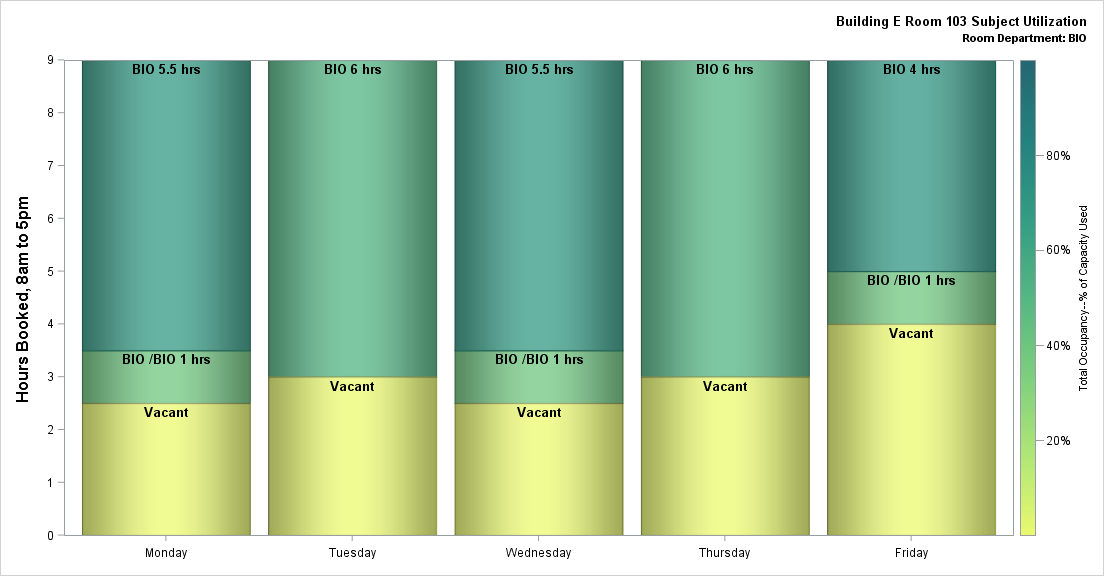 Building E Room 103 Subject Utilization
Room Department: BIO
Hours Booked, 8am to 5pm
9
8
7
6
5
4
3
2
1
0
BIO 5.5 hrs
BIO /BIO 1 hrs
Vacant
BIO 6 hrs
Vacant
BIO 5.5 hrs
BIO /BIO 1 hrs
Vacant
BIO 6 hrs
Vacant
BIO 4 hrs
BIO /BIO 1 hrs
Vacant
Monday
Tuesday
Wednesday
Thursday
Friday
80%
60%
40%
20%
Total Occupancy--% of Capacity Used